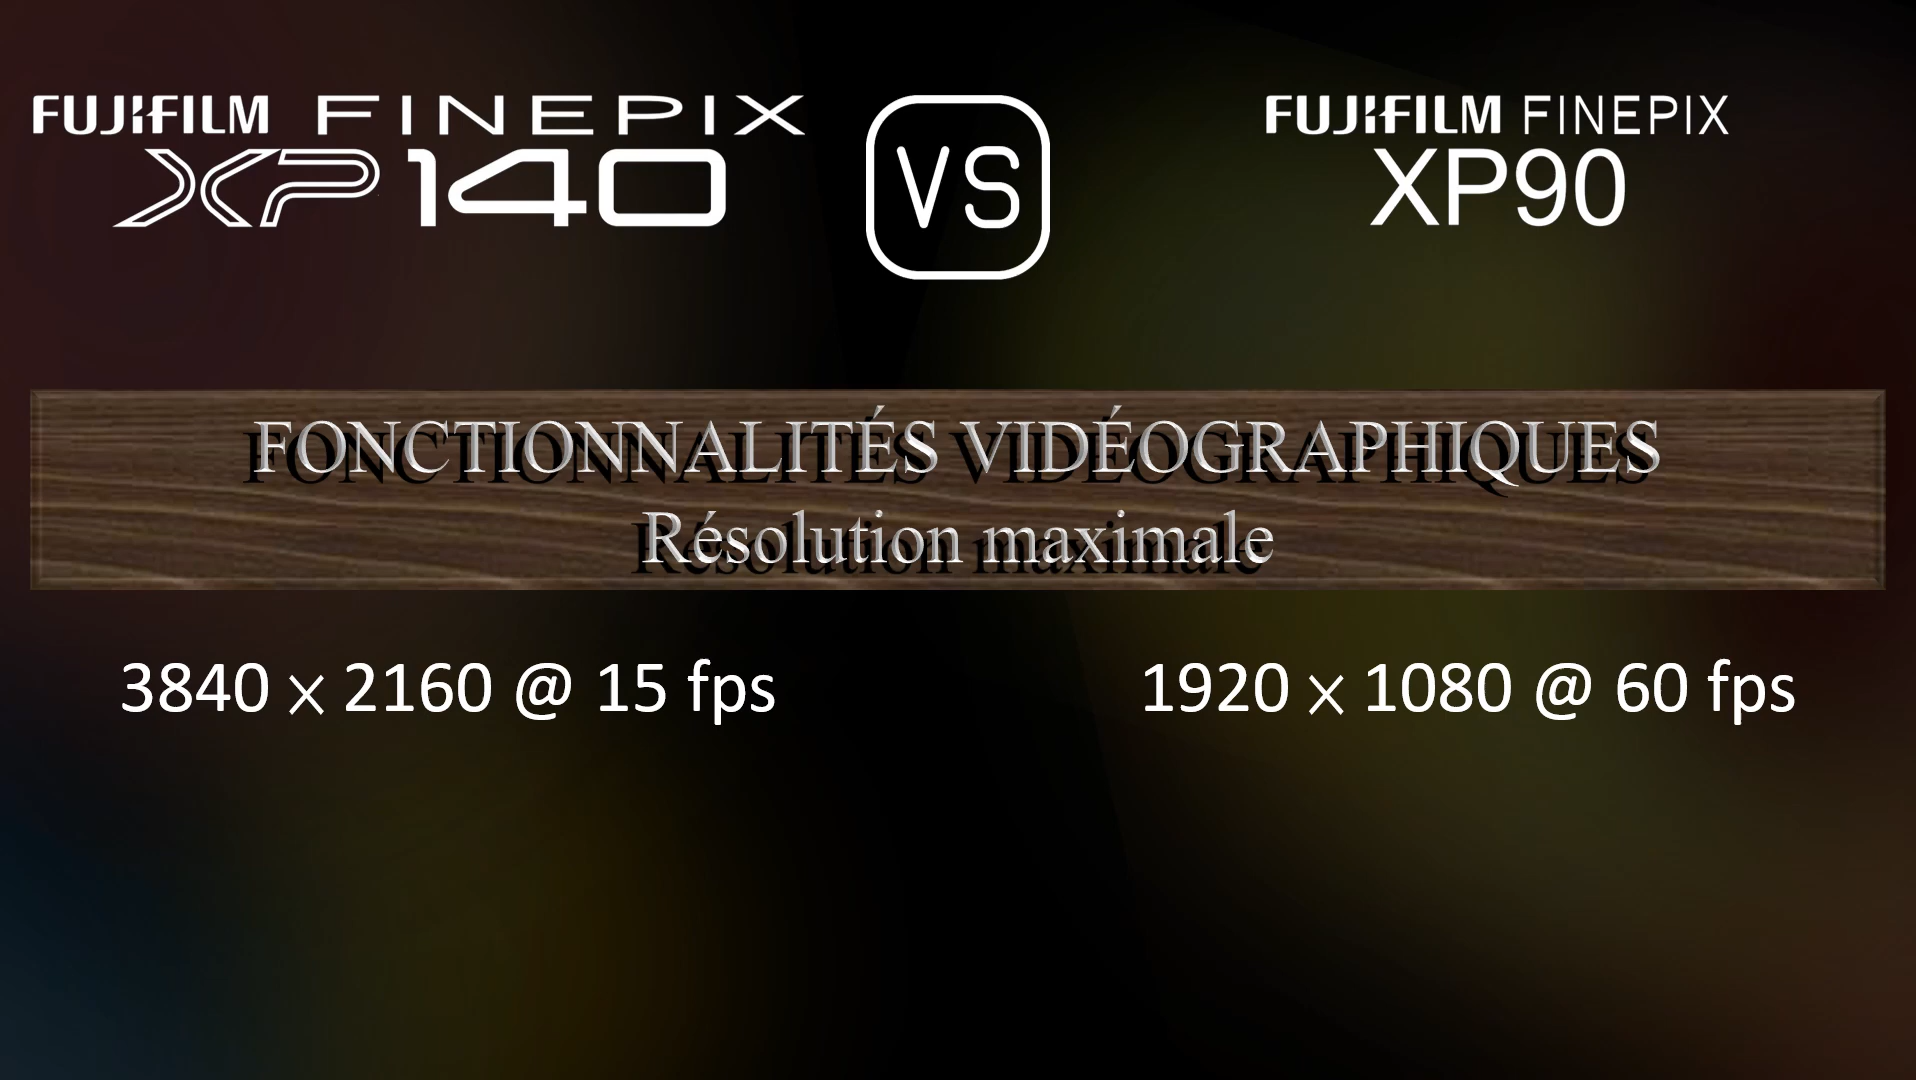 FUJIFILM FINEPIX
XP140
VS
FUJIFILM FINEPIX
XP90
FONCTIONNALITÉS VIDÉOGRAPHIQUES
Résolution maximale
3840 x 2160 @ 15 fps
1920 x 1080 @ 60 fps